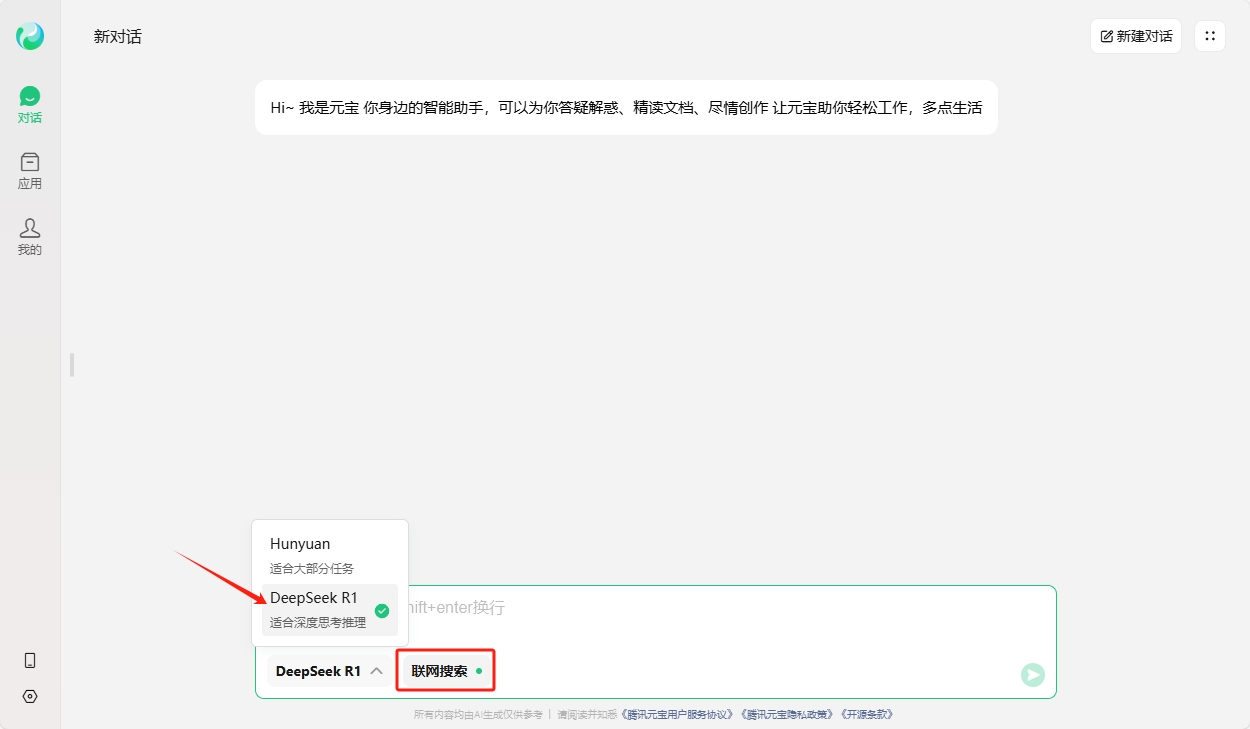 新对话
新建对话
对话
应用
我的
Hi~ 我是元宝 你身边的智能助手，可以为你答疑解惑、精读文档、尽情创作 让元宝助你轻松工作，多点生活
Hunyuan
适合大部分任务
DeepSeek R1
适合深度思考推理
hift+enter换行
DeepSeek R1
联网搜索
所有内容均由AI生成仅供参考 | 请阅读并知悉《腾讯元宝用户服务协议》《腾讯元宝隐私政策》《开源条款》